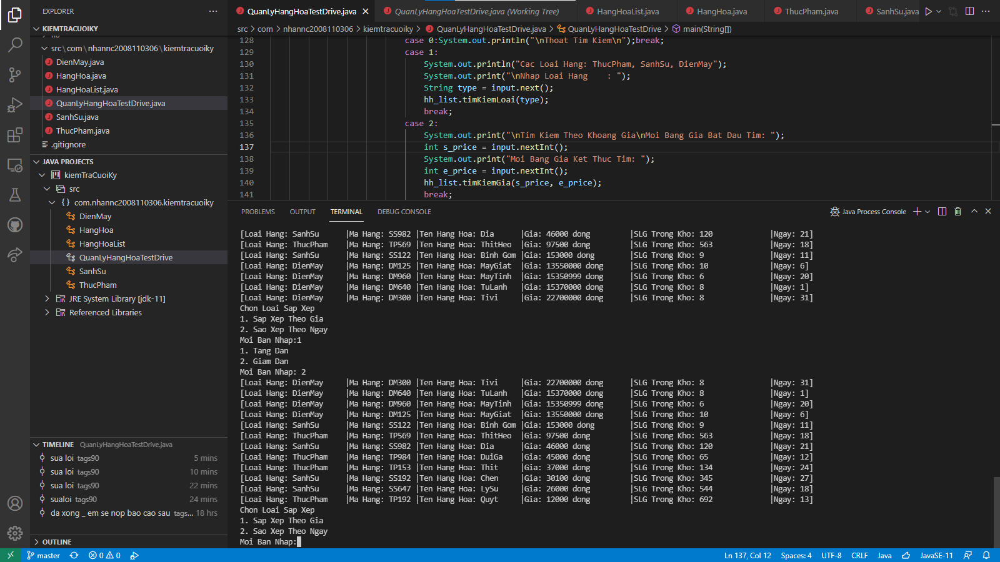 EXPLORER
KIEMTRACUOIKY
lib
src\com\nhannc2008110306\kiemtracuoiky
DienMay.java
HangHoa.java
HangHoaList.java
QuanLyHangHoaTestDrive.java
SanhSu.java
ThucPham.java
.gitignore
JAVA PROJECTS
kiemTraCuoiKy
src
com.nhannc2008110306.kiemtracuoiky
DienMay
HangHoa
HangHoaList
QuanLyHangHoaTestDrive
SanhSu
ThucPham
JRE System Library [jdk-11]
Referenced Libraries
TIMELINE QuanLyHangHoaTestDrive.java
sua loi tags90 5 mins
sua loi tags90 10 mins
sua loi tags90 22 mins
sualoi tags90 24 mins
da xong _ em se nop bao cao sau tags... 18 hrs
OUTLINE
QuanLyHangHoaTestDrive.java QuanLyHangHoaTestDrive.java (Working Tree) HangHoaList.java HangHoa.java ThucPham.java SanhSu.java
src > com > nhannc2008110306 > kiemtracuoiky > QuanLyHangHoaTestDrive.java > QuanLyHangHoaTestDrive > main(String[])
128 case 0:System.out.println("\nThoat Tim Kiem\n");break;
129 case 1:
130 System.out.println("Cac Loai Hang: ThucPham, SanhSu, DienMay");
131 System.out.print("\nNhap Loai Hang    : ");
132 String type = input.next();
133 hh_list.timKiemLoai(type);
134 break;
135 case 2:
136 System.out.print("\nTim Kiem Theo Khoang Gia\nMoi Bang Gia Bat Dau Tim: ");
137 int s_price = input.nextInt();
138 System.out.print("Moi Bang Gia Ket Thuc Tim: ");
139 int e_price = input.nextInt();
140 hh_list.timKiemGia(s_price, e_price);
141 break;
PROBLEMS OUTPUT TERMINAL DEBUG CONSOLE Java Process Console
[Loai Hang: SanhSu |Ma Hang: SS982 |Ten Hang Hoa: Dia |Gia: 46000 dong |SLG Trong Kho: 120 |Ngay: 21]
[Loai Hang: ThucPham |Ma Hang: TP569 |Ten Hang Hoa: ThitHeo |Gia: 97500 dong |SLG Trong Kho: 563 |Ngay: 18]
[Loai Hang: SanhSu |Ma Hang: SS122 |Ten Hang Hoa: Binh Gom |Gia: 153000 dong |SLG Trong Kho: 9 |Ngay: 11]
[Loai Hang: DienMay |Ma Hang: DM125 |Ten Hang Hoa: MayGiat |Gia: 13550000 dong |SLG Trong Kho: 10 |Ngay: 6]
[Loai Hang: DienMay |Ma Hang: DM960 |Ten Hang Hoa: MayTinh |Gia: 15350999 dong |SLG Trong Kho: 6 |Ngay: 20]
[Loai Hang: DienMay |Ma Hang: DM640 |Ten Hang Hoa: TuLanh |Gia: 15370000 dong |SLG Trong Kho: 8 |Ngay: 1]
[Loai Hang: DienMay |Ma Hang: DM300 |Ten Hang Hoa: Tivi |Gia: 22700000 dong |SLG Trong Kho: 8 |Ngay: 31]
Chon Loai Sap Xep
1. Sap Xep Theo Gia
2. Sao Xep Theo Ngay
Moi Ban Nhap:1
1. Tang Dan
2. Giam Dan
Moi Ban Nhap: 2
[Loai Hang: DienMay |Ma Hang: DM300 |Ten Hang Hoa: Tivi |Gia: 22700000 dong |SLG Trong Kho: 8 |Ngay: 31]
[Loai Hang: DienMay |Ma Hang: DM640 |Ten Hang Hoa: TuLanh |Gia: 15370000 dong |SLG Trong Kho: 8 |Ngay: 1]
[Loai Hang: DienMay |Ma Hang: DM960 |Ten Hang Hoa: MayTinh |Gia: 15350999 dong |SLG Trong Kho: 6 |Ngay: 20]
[Loai Hang: DienMay |Ma Hang: DM125 |Ten Hang Hoa: MayGiat |Gia: 13550000 dong |SLG Trong Kho: 10 |Ngay: 6]
[Loai Hang: SanhSu |Ma Hang: SS122 |Ten Hang Hoa: Binh Gom |Gia: 153000 dong |SLG Trong Kho: 9 |Ngay: 11]
[Loai Hang: ThucPham |Ma Hang: TP569 |Ten Hang Hoa: ThitHeo |Gia: 97500 dong |SLG Trong Kho: 563 |Ngay: 18]
[Loai Hang: SanhSu |Ma Hang: SS982 |Ten Hang Hoa: Dia |Gia: 46000 dong |SLG Trong Kho: 120 |Ngay: 21]
[Loai Hang: ThucPham |Ma Hang: TP984 |Ten Hang Hoa: DuiGa |Gia: 45000 dong |SLG Trong Kho: 65 |Ngay: 12]
[Loai Hang: ThucPham |Ma Hang: TP153 |Ten Hang Hoa: Thit |Gia: 37000 dong |SLG Trong Kho: 134 |Ngay: 24]
[Loai Hang: SanhSu |Ma Hang: SS192 |Ten Hang Hoa: Chen |Gia: 30100 dong |SLG Trong Kho: 345 |Ngay: 27]
[Loai Hang: SanhSu |Ma Hang: SS647 |Ten Hang Hoa: LySu |Gia: 26000 dong |SLG Trong Kho: 544 |Ngay: 18]
[Loai Hang: ThucPham |Ma Hang: TP192 |Ten Hang Hoa: Quyt |Gia: 12000 dong |SLG Trong Kho: 692 |Ngay: 13]
Chon Loai Sap Xep
1. Sap Xep Theo Gia
2. Sao Xep Theo Ngay
Moi Ban Nhap:
master 0 0 Ln 137, Col 12 Spaces: 4 UTF-8 CRLF Java JavaSE-11